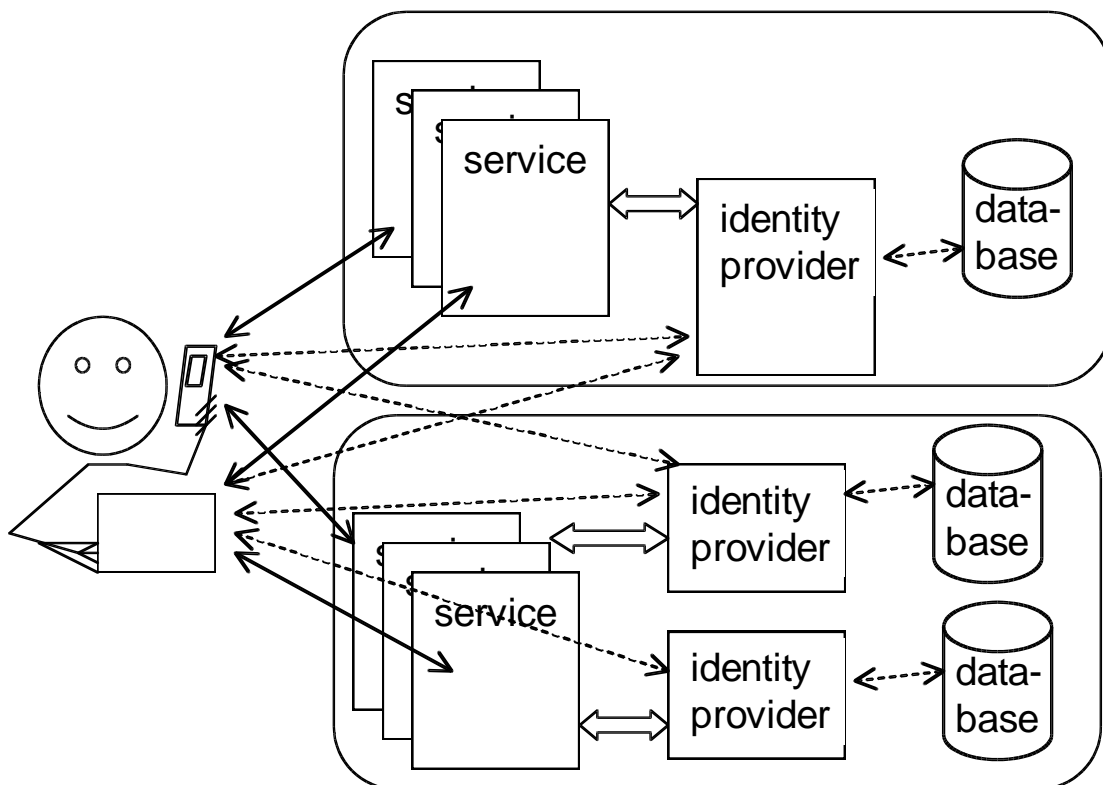 service
identity
provider
data-
base
identity
provider
data-
base
service
identity
provider
data-
base